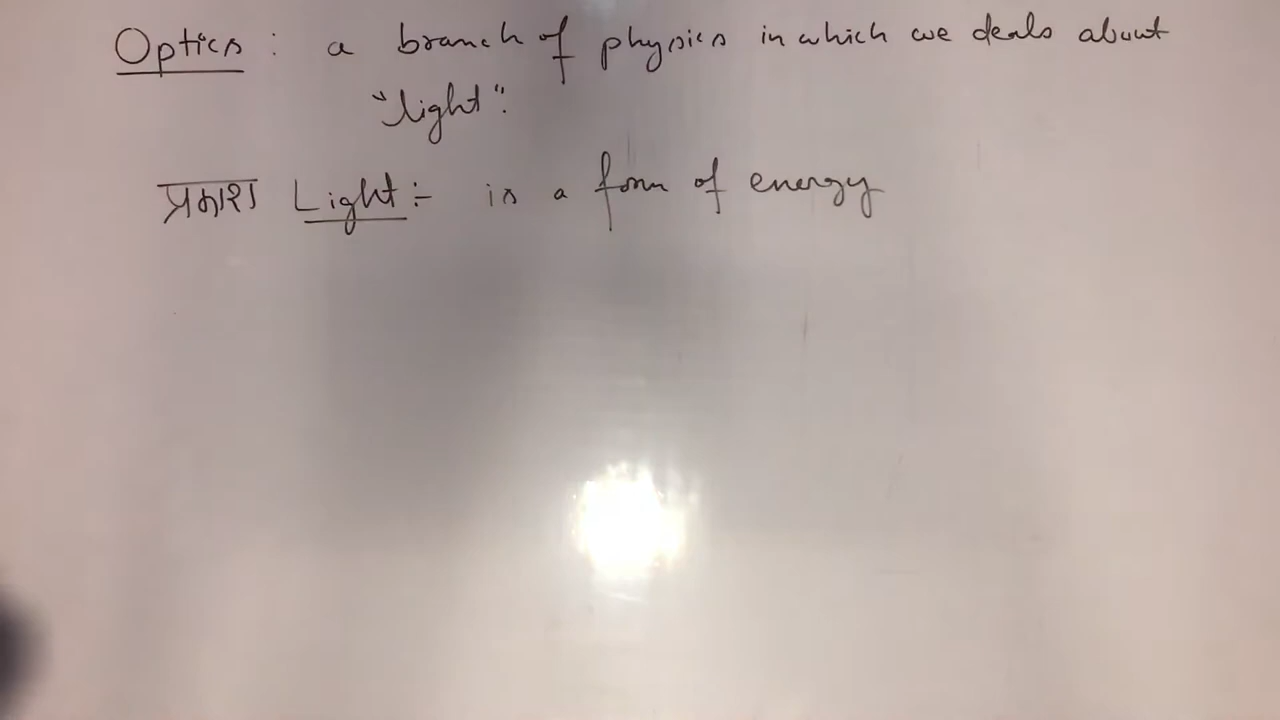 Optics : a branch of physics in which we deals about
"light".
प्रकाश Light :- is a form of energy